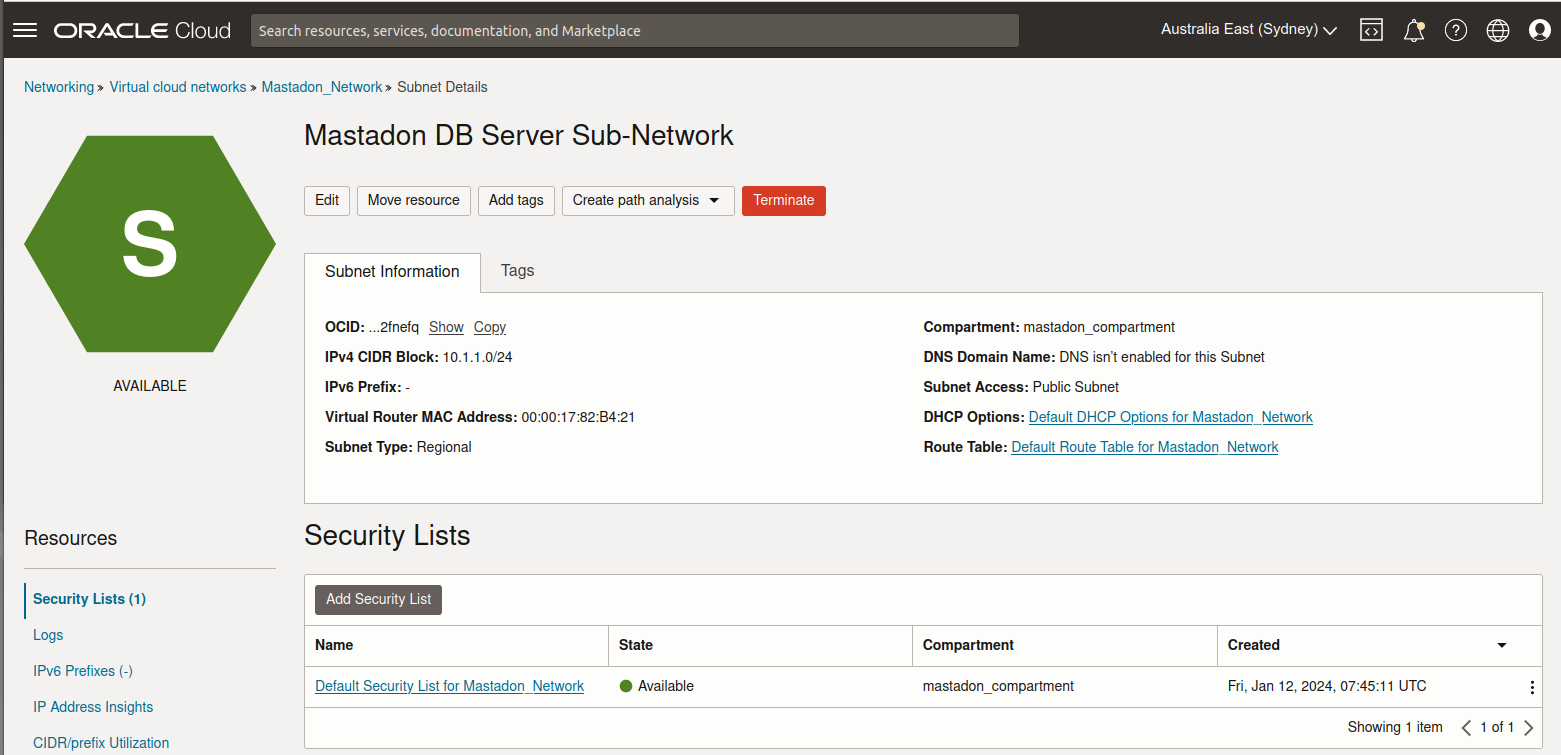 ORACLE Cloud
Search resources, services, documentation, and Marketplace
Australia East (Sydney)
Networking » Virtual cloud networks » Mastadon_Network » Subnet Details
S
AVAILABLE
Mastadon DB Server Sub-Network
Edit Move resource Add tags Create path analysis Terminate
Subnet Information Tags
OCID: ...2fnefq Show Copy
IPv4 CIDR Block: 10.1.1.0/24
IPv6 Prefix: -
Virtual Router MAC Address: 00:00:17:82:B4:21
Subnet Type: Regional
Compartment: mastadon_compartment
DNS Domain Name: DNS isn't enabled for this Subnet
Subnet Access: Public Subnet
DHCP Options: Default DHCP Options for Mastadon_Network
Route Table: Default Route Table for Mastadon_Network
Resources
Security Lists (1)
Logs
IPv6 Prefixes (-)
IP Address Insights
CIDR/prefix Utilization
Security Lists
Add Security List
Name State Compartment Created
Default Security List for Mastadon_Network Available mastadon_compartment Fri, Jan 12, 2024, 07:45:11 UTC
Showing 1 item 1 of 1